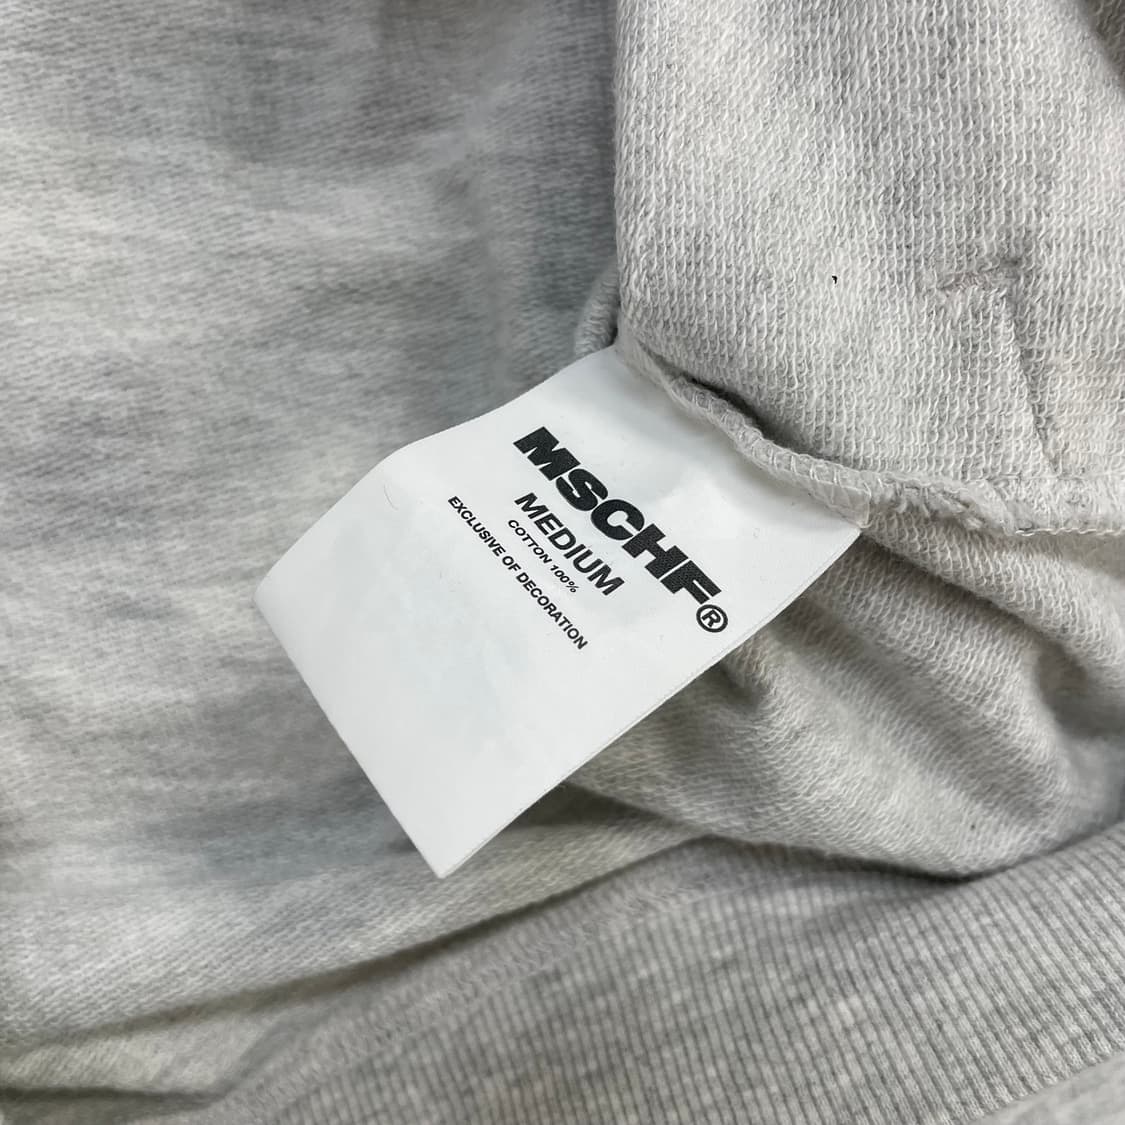 MSCHF®
MEDIUM
COTTON 100%
EXCLUSIVE OF DECORATION